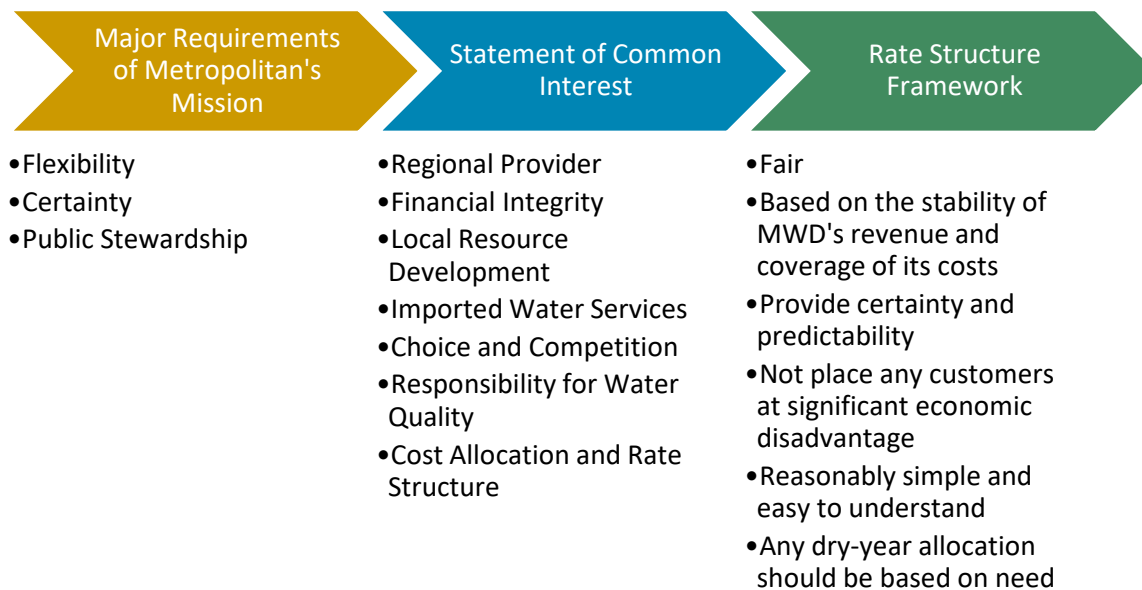 Major Requirements
of Metropolitan's
Mission
•Flexibility
•Certainty
•Public Stewardship
Statement of Common
Interest
•Regional Provider
•Financial Integrity
•Local Resource
Development
•Imported Water Services
•Choice and Competition
•Responsibility for Water
Quality
•Cost Allocation and Rate
Structure
Rate Structure
Framework
•Fair
•Based on the stability of
MWD's revenue and
coverage of its costs
•Provide certainty and
predictability
•Not place any customers
at significant economic
disadvantage
•Reasonably simple and
easy to understand
•Any dry-year allocation
should be based on need